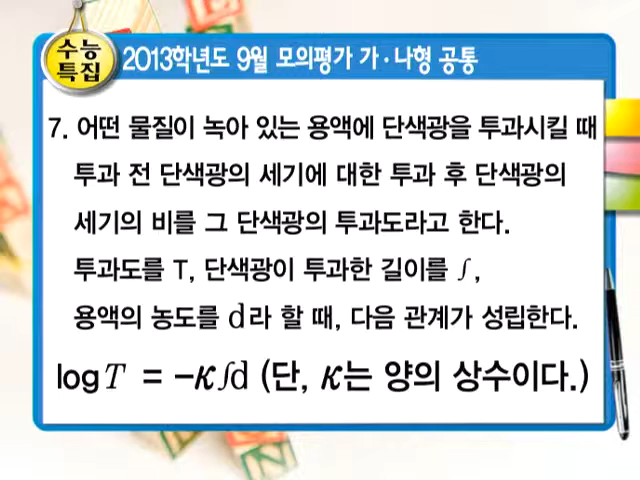 수능
특집
2013학년도 9월 모의평가 가·나형 공통
7. 어떤 물질이 녹아 있는 용액에 단색광을 투과시킬 때
투과 전 단색광의 세기에 대한 투과 후 단색광의
세기의 비를 그 단색광의 투과도라고 한다.
투과도를 T, 단색광이 투과한 길이를 ∫,
용액의 농도를 d라 할 때, 다음 관계가 성립한다.
log T = -κ∫d (단, κ는 양의 상수이다.)